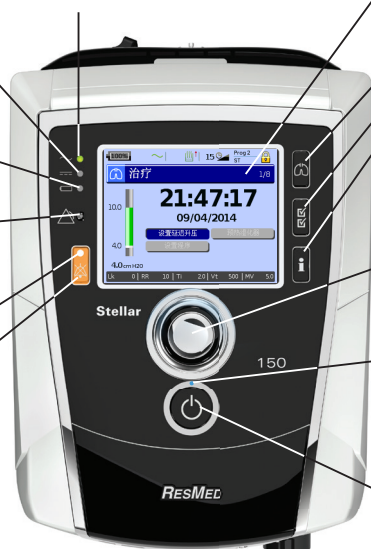 100%
15
Prog 2
ST
治疗
1/8
21:47:17
10.0
09/04/2014
设置延迟升压
4.0
4.0 cmH2O
Lk 0 RR 10 Ti 2.0 Vt 500 MV 5.0
Stellar
150
RESMED